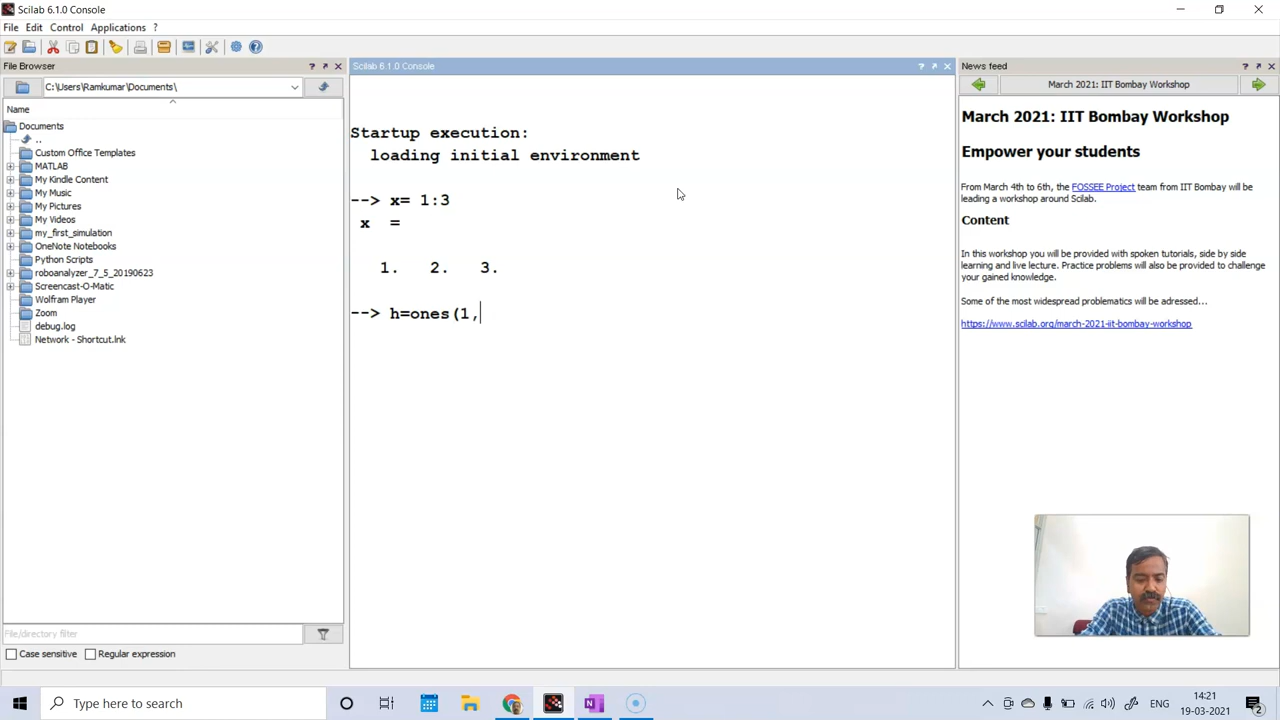 Scilab 6.1.0 Console
File Edit Control Applications ?
File Browser
C:\Users\Ramkumar\Documents\
Name
Documents
..
Custom Office Templates
MATLAB
My Kindle Content
My Music
My Pictures
My Videos
my_first_simulation
OneNote Notebooks
Python Scripts
roboanalyzer_7_5_20190623
Screencast-O-Matic
Wolfram Player
Zoom
debug.log
Network - Shortcut.lnk
File/directory filter
Case sensitive Regular expression
Scilab 6.1.0 Console
Startup execution:
loading initial environment
--> x= 1:3
x =
1. 2. 3.
--> h=ones(1,
News feed
March 2021: IIT Bombay Workshop
March 2021: IIT Bombay Workshop
Empower your students
From March 4th to 6th, the FOSSEE Project team from IIT Bombay will be
leading a workshop around Scilab.
Content
In this workshop you will be provided with spoken tutorials, side by side
learning and live lecture. Practice problems will also be provided to challenge
your gained knowledge.
Some of the most widespread problematics will be adressed...
https://www.scilab.org/march-2021-iit-bombay-workshop
Type here to search
ENG
14:21
19-03-2021
2